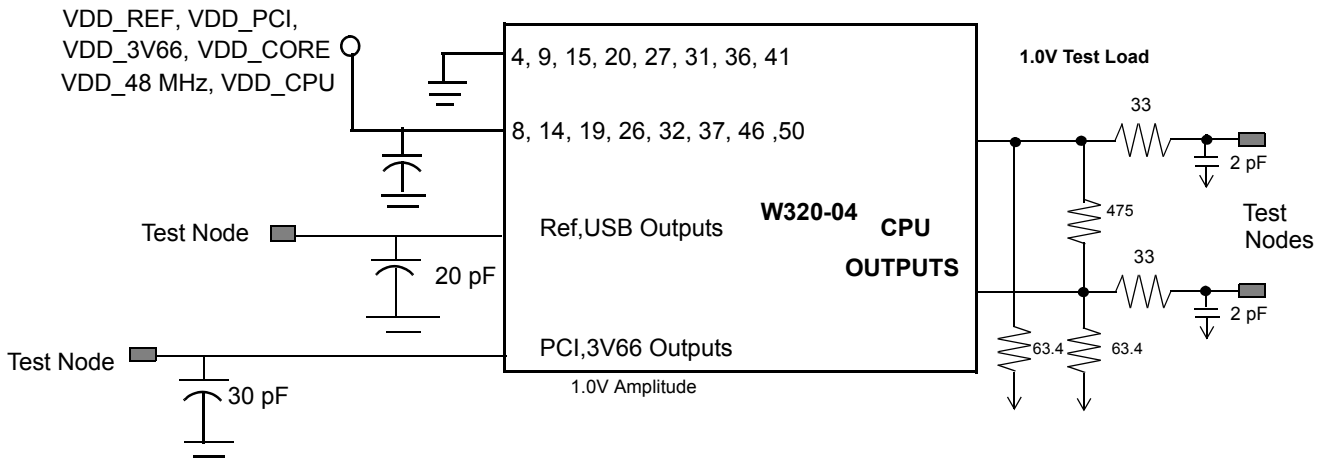 VDD_REF, VDD_PCI,
VDD_3V66, VDD_CORE
VDD_48 MHz, VDD_CPU
4, 9, 15, 20, 27, 31, 36, 41
8, 14, 19, 26, 32, 37, 46 ,50
1.0V Test Load
33
2 pF
475
Test
Nodes
33
2 pF
63.4
63.4
W320-04
CPU
OUTPUTS
Test Node
Ref,USB Outputs
20 pF
Test Node
PCI,3V66 Outputs
30 pF
1.0V Amplitude